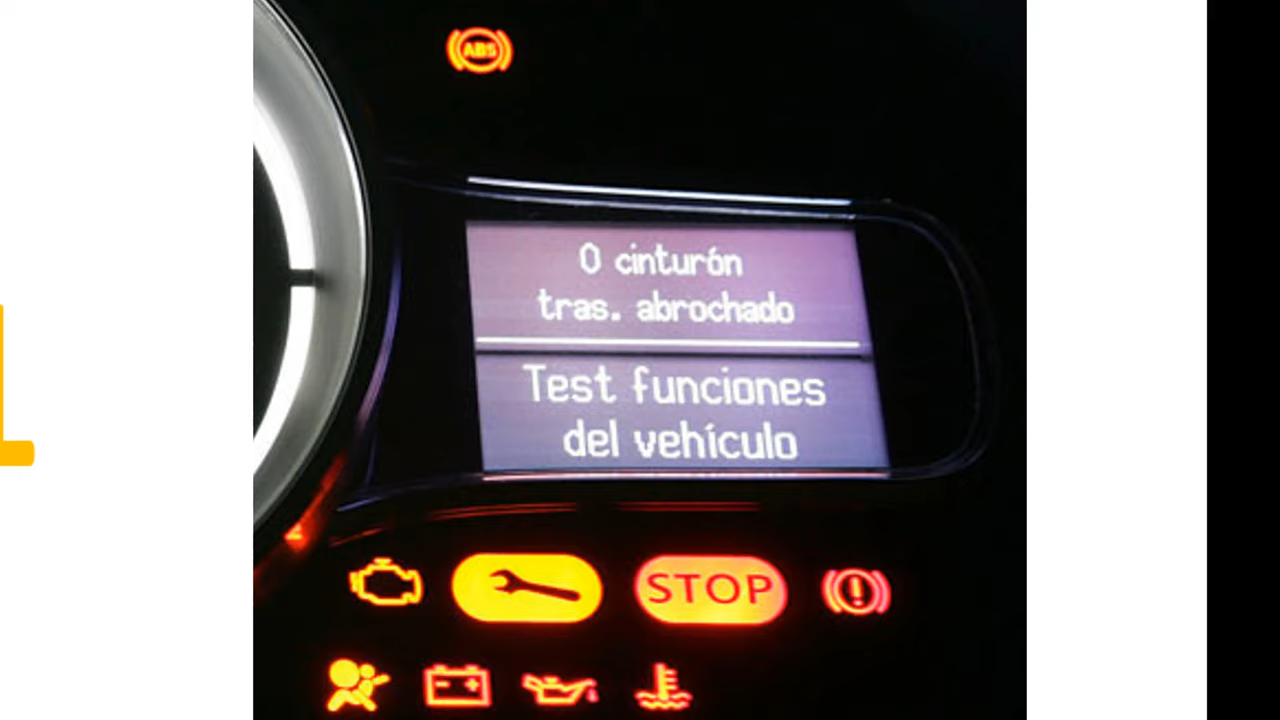 ABS
0 cinturón
tras. abrochado
Test funciones
del vehículo
STOP